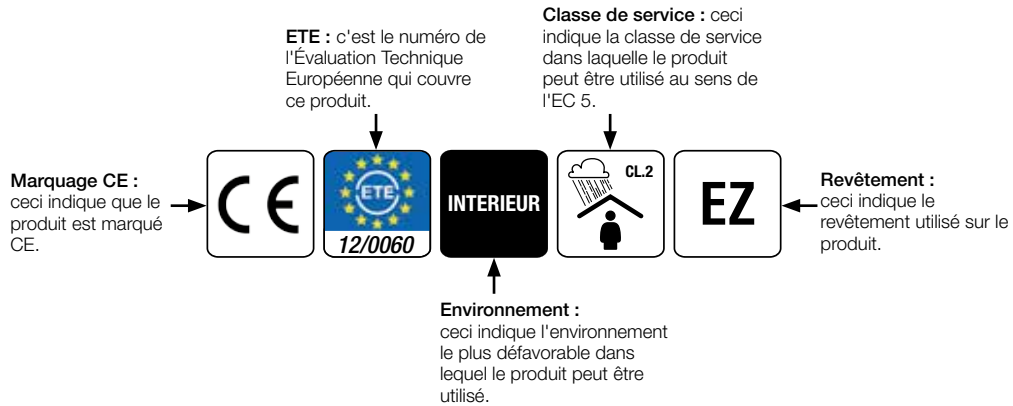 Classe de service : ceci
indique la classe de service
dans laquelle le produit
peut être utilisé au sens de
l'EC 5.
ETE : c'est le numéro de
l'Évaluation Technique
Européenne qui couvre
ce produit.
Marquage CE :
ceci indique que le
produit est marqué
CE.
CE
ETE
12/0060
INTERIEUR
CL.2
EZ
Revêtement :
ceci indique le
revêtement utilisé sur le
produit.
Environnement :
ceci indique l'environnement
le plus défavorable dans
lequel le produit peut être
utilisé.